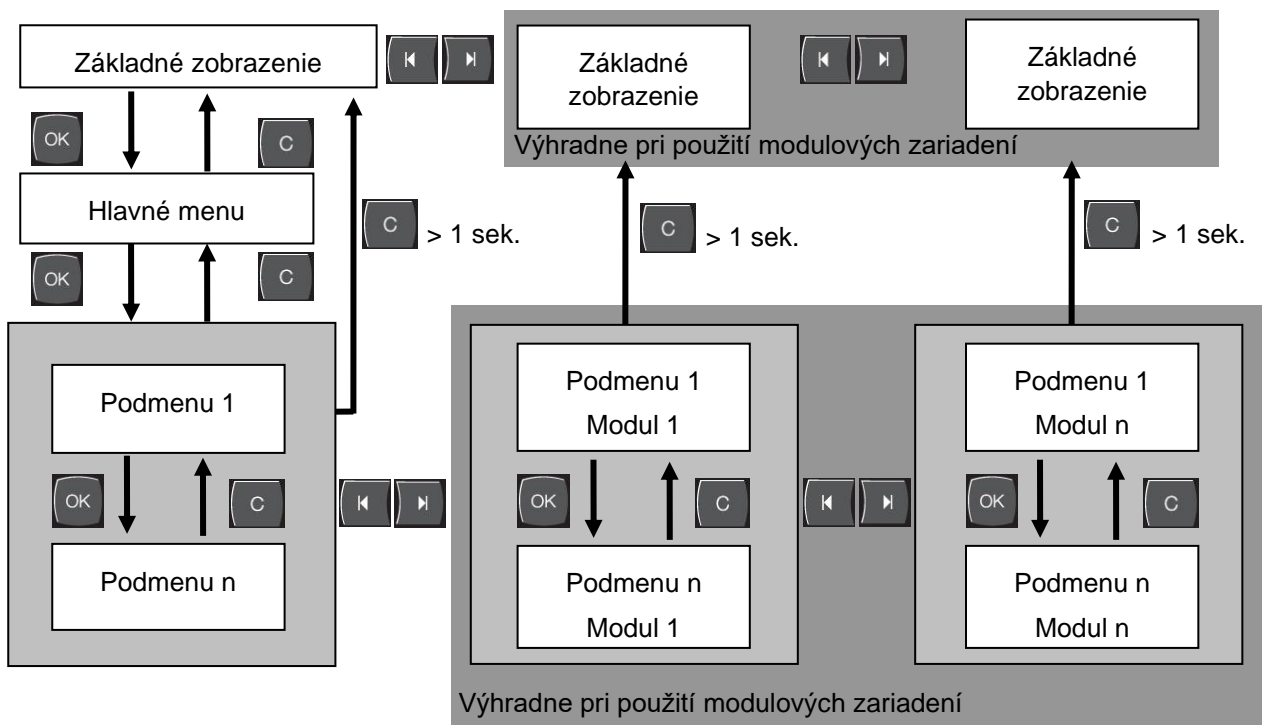 Základné zobrazenie
Základné
zobrazenie
Základné
zobrazenie
Výhradne pri použití modulových zariadení
OK
C
Hlavné menu
C
> 1 sek.
C
> 1 sek.
C
> 1 sek.
OK
C
Podmenu 1
Podmenu 1
Modul 1
Podmenu 1
Modul n
OK
C
OK
C
OK
C
Podmenu n
Podmenu n
Modul 1
Podmenu n
Modul n
Výhradne pri použití modulových zariadení